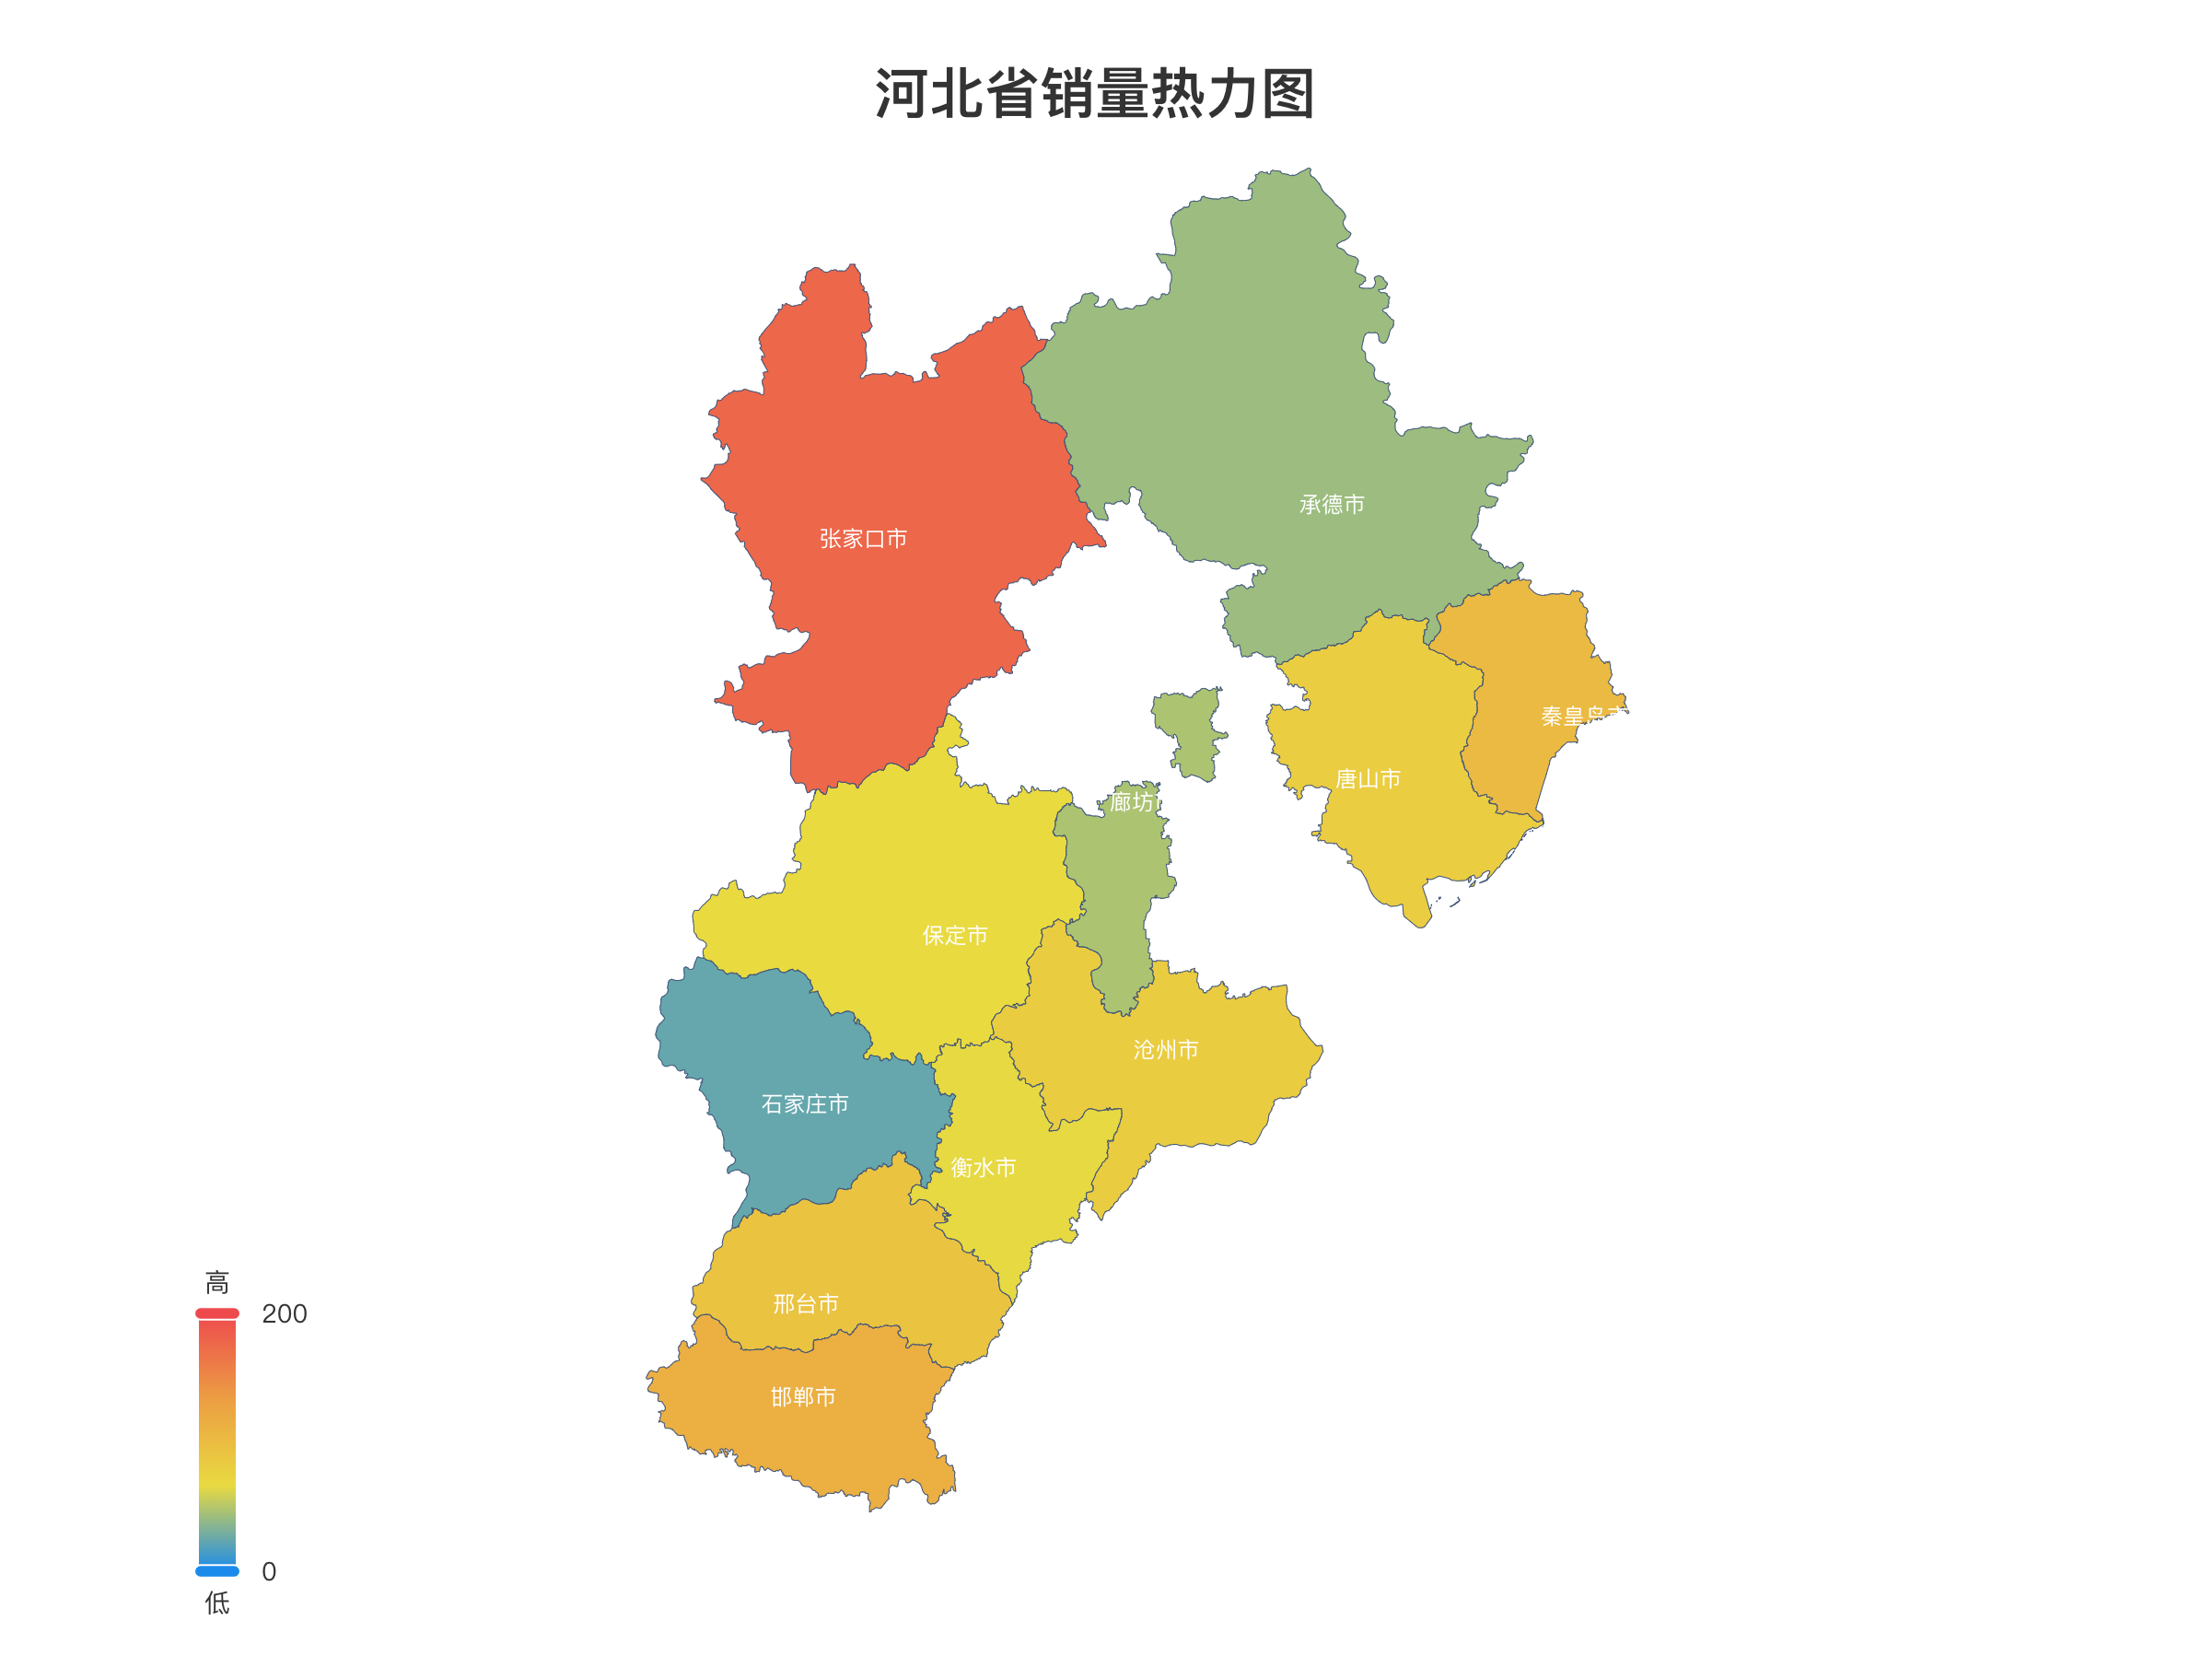 河北省销量热力图
承德市
张家口市
秦皇岛市
唐山市
廊坊
保定市
沧州市
石家庄市
衡水市
邢台市
邯郸市
高
200
0
低